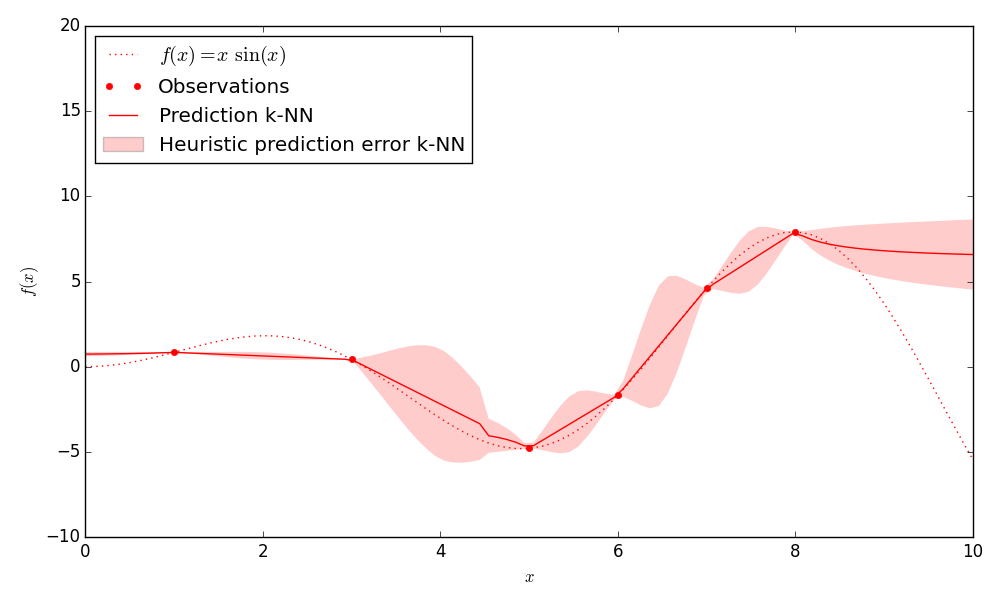 20
15
10
5
0
−5
−10
f(x)
f(x) = x sin(x)
Observations
Prediction k-NN
Heuristic prediction error k-NN
0 2 4 6 8 10
x